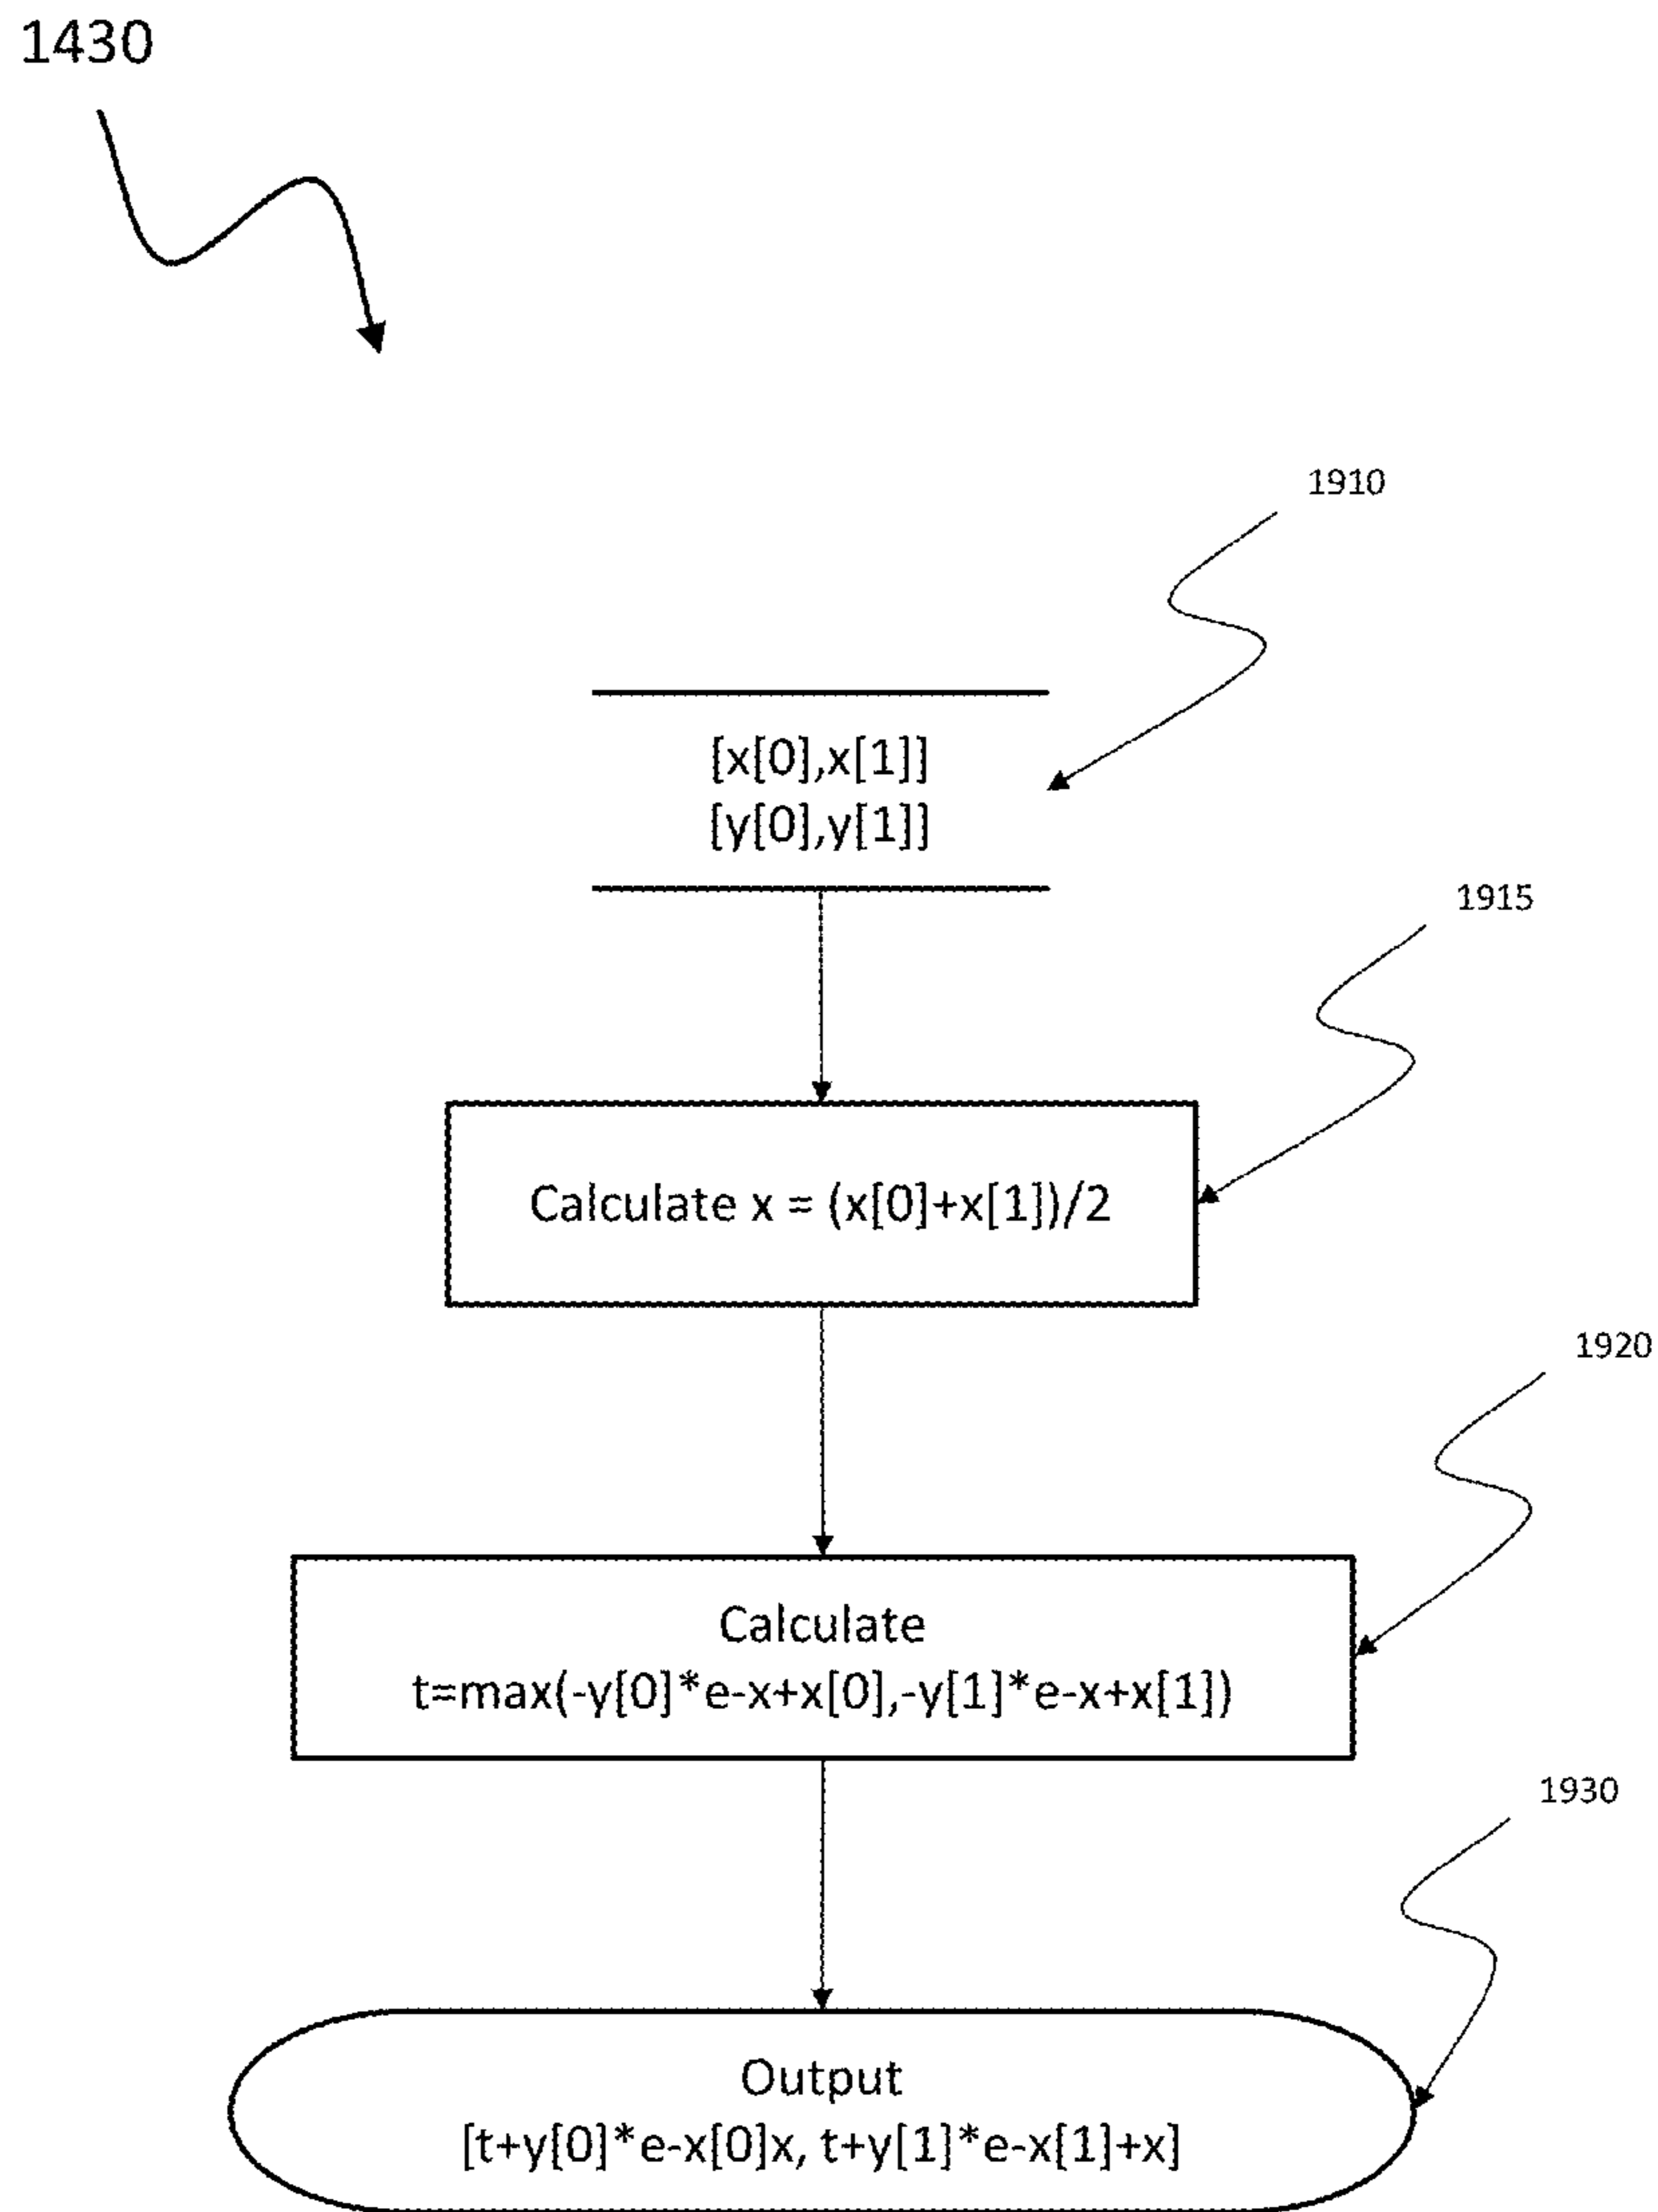 1430
1910
[x[0],x[1]]
[y[0],y[1]]
1915
Calculate x = (x[0]+x[1])/2
1920
Calculate
t=max(-y[0]*e-x+x[0],-y[1]*e-x+x[1])
1930
Output
[t+y[0]*e-x[0]x, t+y[1]*e-x[1]+x]